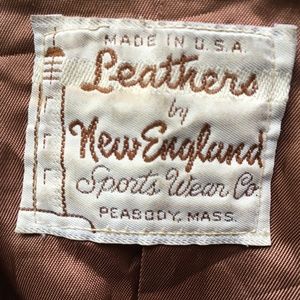 MADE IN U.S.A.
Leathers
by
New England
Sports Wear Co.
PEABODY, MASS.